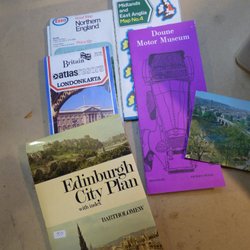 ESSO
Northern
England
Midlands
and East
Anglia
Map No.4
Britain
atlas
LONDONKARTA
Doune
Motor Museum
Edinburgh
City Plan
with index
BARTHOLOMEW